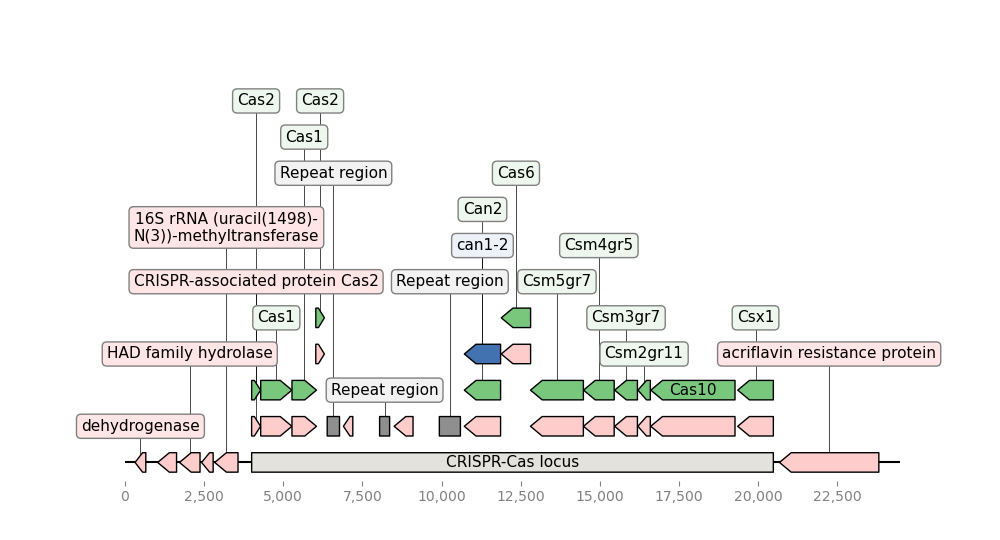 Cas2
Cas2
Cas1
Repeat region
Cas6
Can2
16S rRNA (uracil(1498)-
N(3))-methyltransferase
can1-2
Csm4gr5
CRISPR-associated protein Cas2
Repeat region
Csm5gr7
Cas1
Csm3gr7
Csx1
HAD family hydrolase
Csm2gr11
acriflavin resistance protein
Repeat region
Cas10
dehydrogenase
CRISPR-Cas locus
0
2,500
5,000
7,500
10,000
12,500
15,000
17,500
20,000
22,500